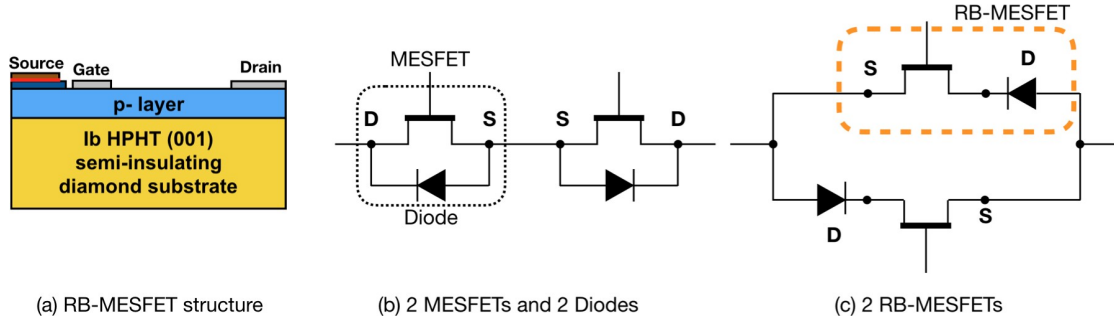 Source
Gate
Drain
p- layer
Ib HPHT (001)
semi-insulating
diamond substrate
(a) RB-MESFET structure
MESFET
D
S
S
D
Diode
(b) 2 MESFETs and 2 Diodes
RB-MESFET
S
D
D
S
(c) 2 RB-MESFETs